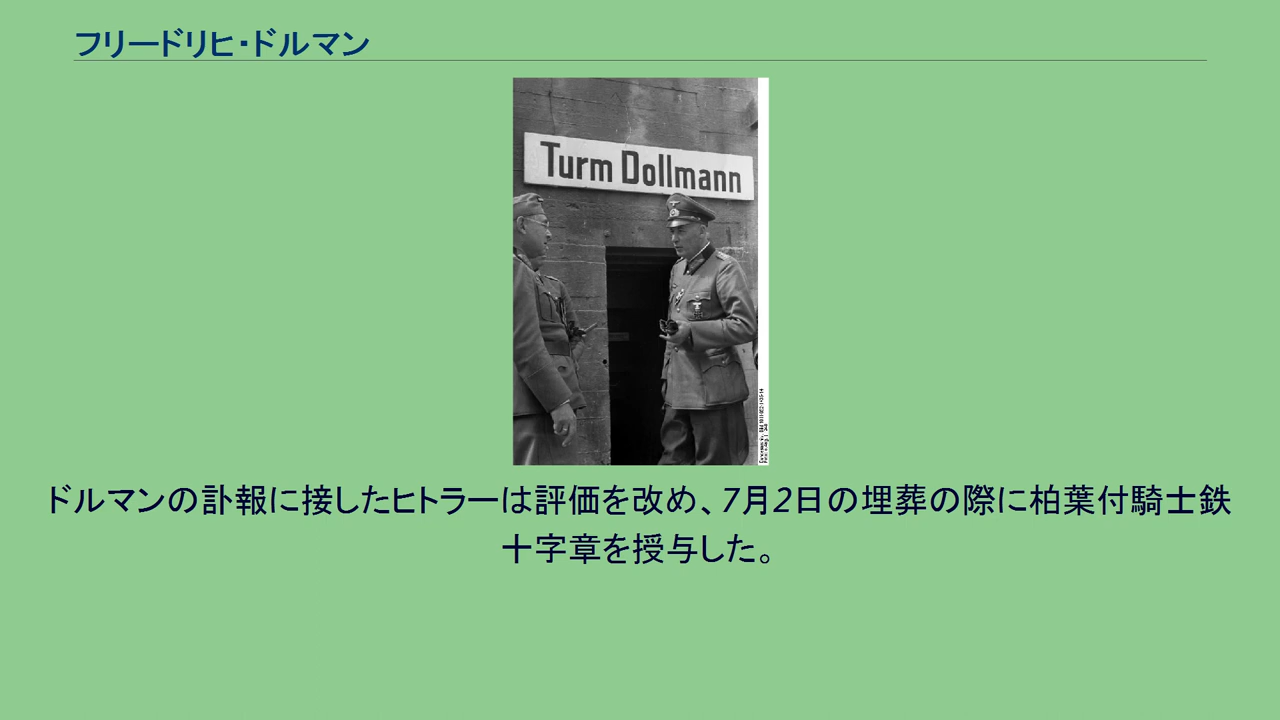 フリードリヒ・ドルマン
Turm Dollmann
ドルマンの訃報に接したヒトラーは評価を改め、7月2日の埋葬の際に柏葉付騎士鉄
十字章を授与した。